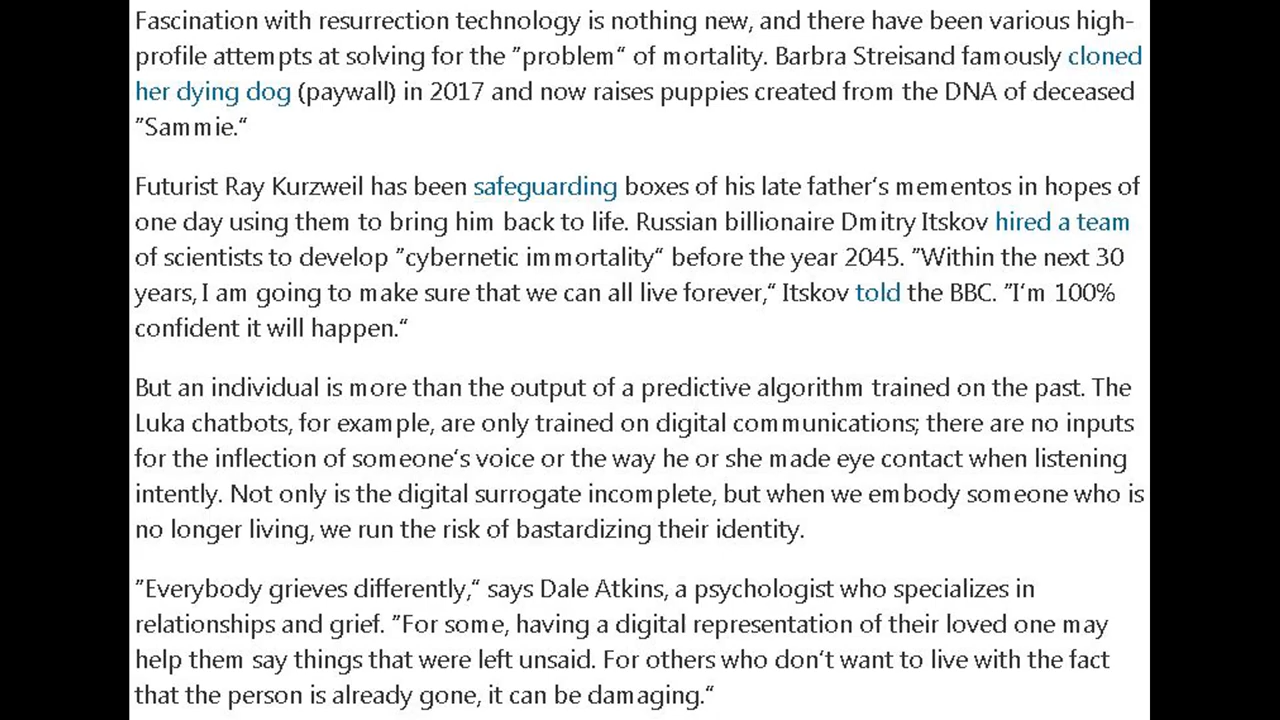 Fascination with resurrection technology is nothing new, and there have been various high-
profile attempts at solving for the ”problem“ of mortality. Barbra Streisand famously cloned
her dying dog (paywall) in 2017 and now raises puppies created from the DNA of deceased
”Sammie.“
Futurist Ray Kurzweil has been safeguarding boxes of his late father‘s mementos in hopes of
one day using them to bring him back to life. Russian billionaire Dmitry Itskov hired a team
of scientists to develop ”cybernetic immortality“ before the year 2045. ”Within the next 30
years, I am going to make sure that we can all live forever,“ Itskov told the BBC. ”I‘m 100%
confident it will happen.“
But an individual is more than the output of a predictive algorithm trained on the past. The
Luka chatbots, for example, are only trained on digital communications; there are no inputs
for the inflection of someone‘s voice or the way he or she made eye contact when listening
intently. Not only is the digital surrogate incomplete, but when we embody someone who is
no longer living, we run the risk of bastardizing their identity.
”Everybody grieves differently,“ says Dale Atkins, a psychologist who specializes in
relationships and grief. ”For some, having a digital representation of their loved one may
help them say things that were left unsaid. For others who don‘t want to live with the fact
that the person is already gone, it can be damaging.“